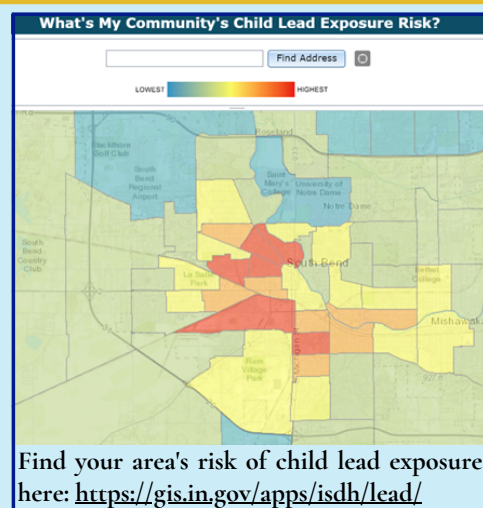 What's My Community's Child Lead Exposure Risk?
Find Address
LOWEST HIGHEST
Roseland
Blackthorn
Golf Club
South
Bend
Regional
Airport
Saint
Mary's
College
University of
Notre Dame
Notre Dame
South
Bend
Country
Club
South Bend
La Salle
Park
Bethel
College
Mishawaka
S Michigan St
Rum
Village
Park
Find your area's risk of child lead exposure
here: https://gis.in.gov/apps/isdh/lead/